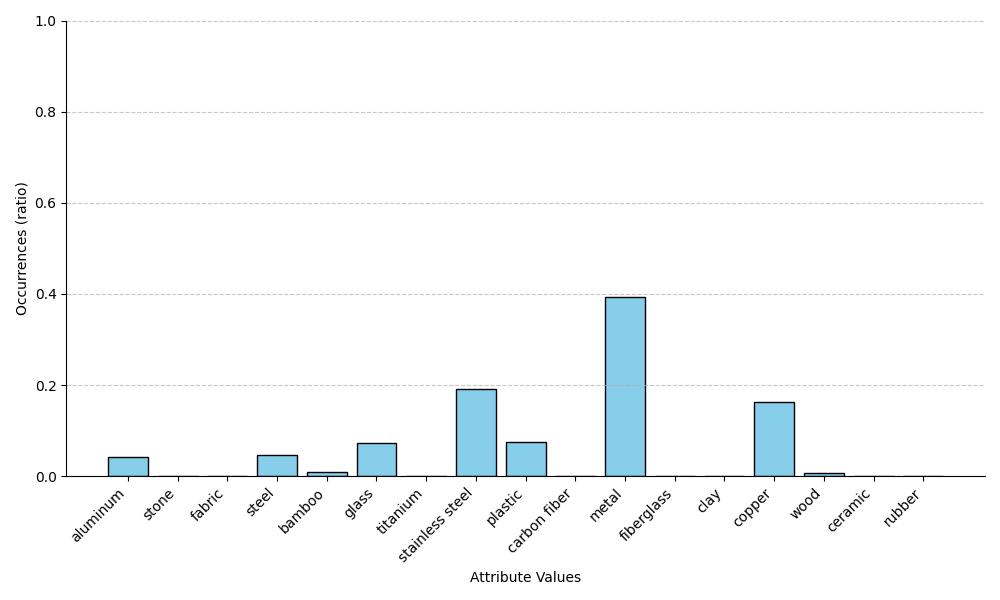 1.0
0.8
0.6
0.4
0.2
0.0
Occurrences (ratio)
aluminum
stone
fabric
steel
bamboo
glass
titanium
stainless steel
plastic
carbon fiber
metal
fiberglass
clay
copper
wood
ceramic
rubber
Attribute Values